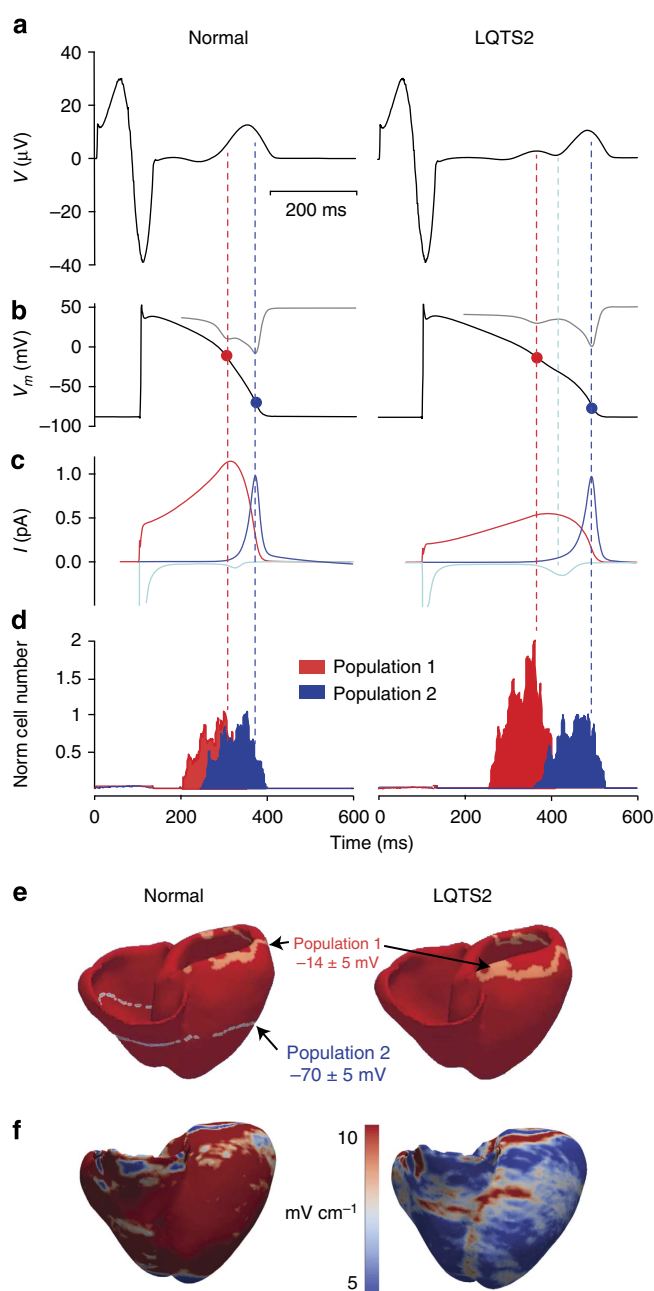 a
Normal
LQTS2
V (μV)
40
20
0
−20
−40
200 ms
b
V_m (mV)
50
0
−50
−100
c
I (pA)
1.0
0.5
0.0
d
Norm cell number
2
1.5
1
0.5
Population 1
Population 2
0
200
400
600
0
200
400
600
Time (ms)
e
Normal
LQTS2
Population 1
−14 ± 5 mV
Population 2
−70 ± 5 mV
f
10
mV cm⁻¹
5